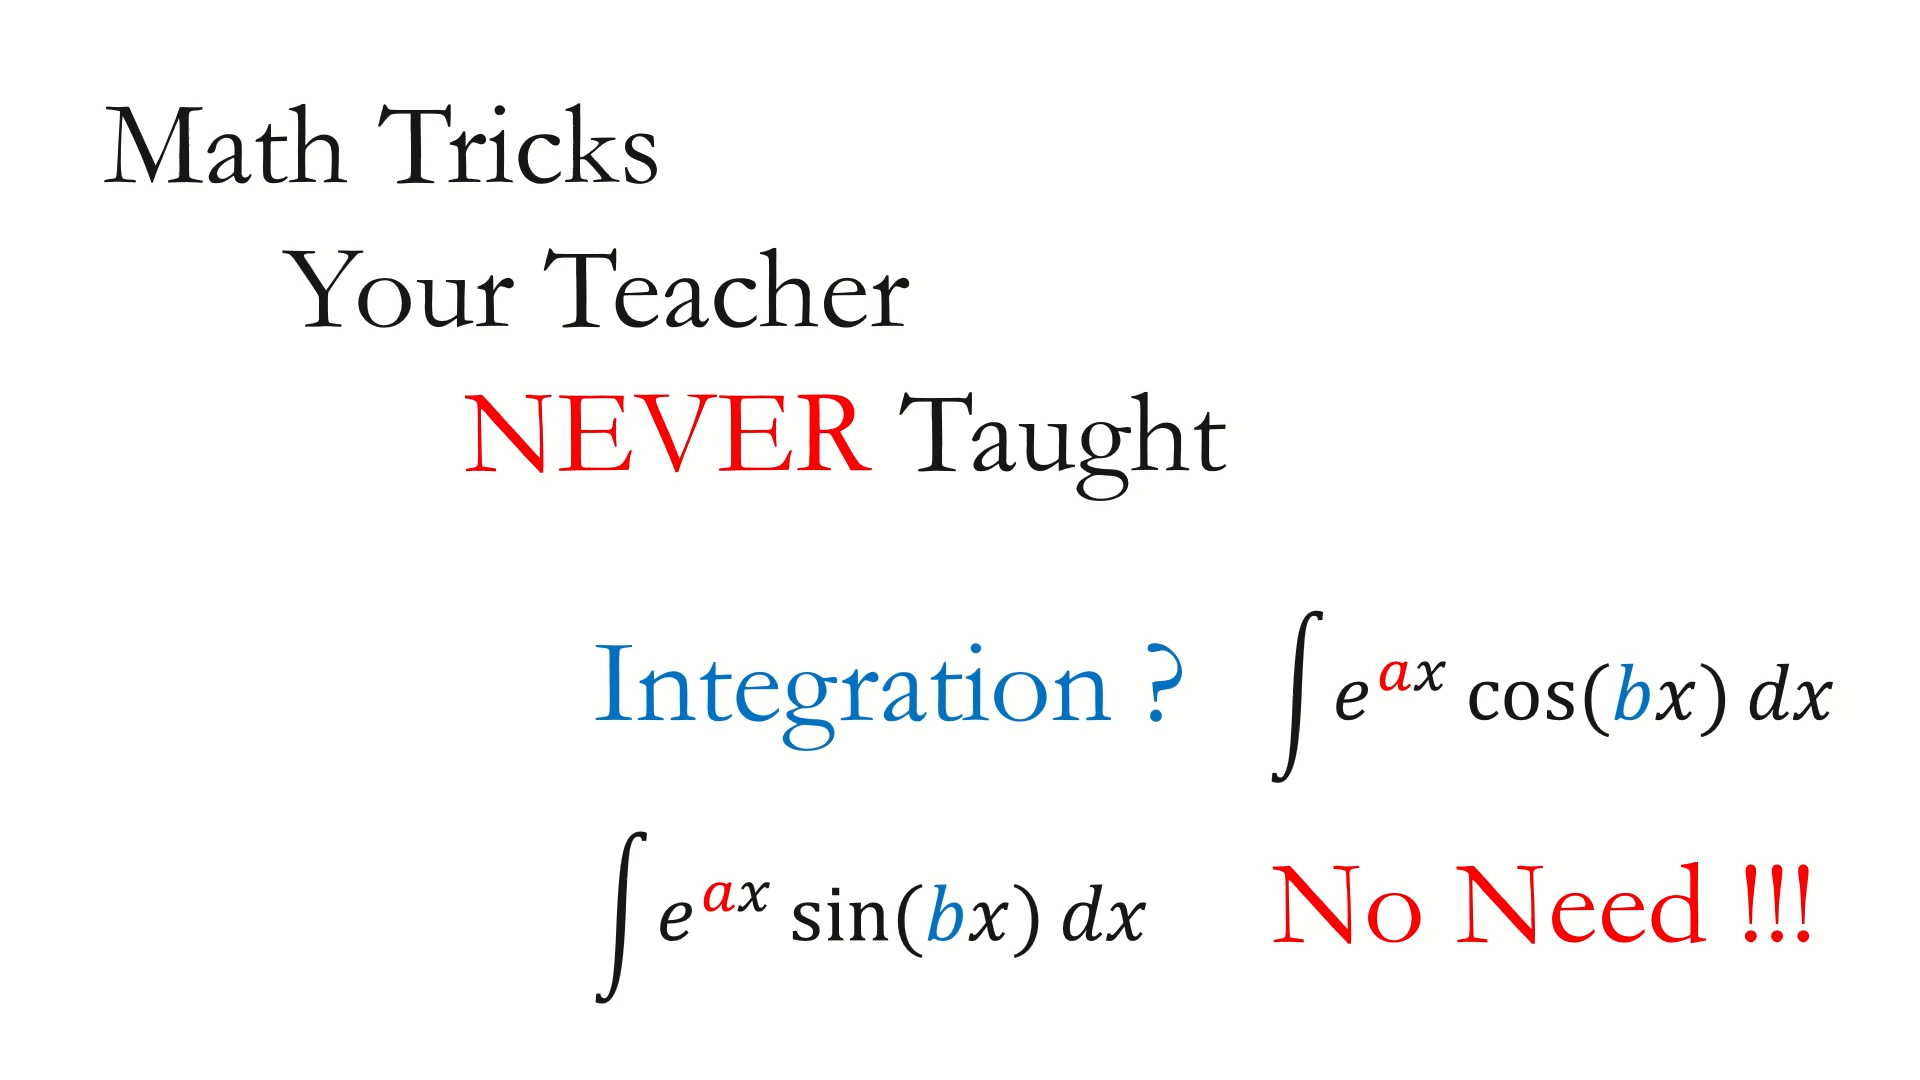 Math Tricks
Your Teacher
NEVER Taught
Integration ? ∫ e^{ax} cos(bx) dx
∫ e^{ax} sin(bx) dx No Need !!!